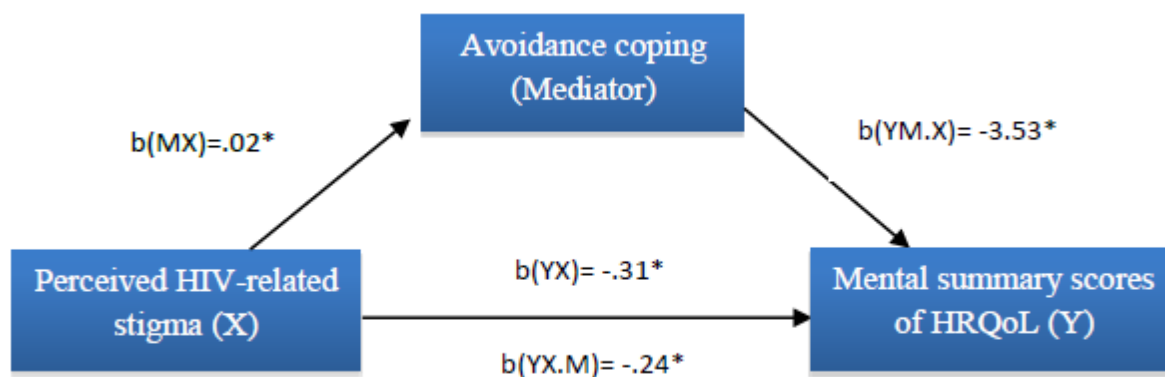 Avoidance coping
(Mediator)
b(MX)=.02*
b(YM.X)= -3.53*
Perceived HIV-related
stigma (X)
b(YX)= -.31*
b(YX.M)= -.24*
Mental summary scores
of HRQoL (Y)